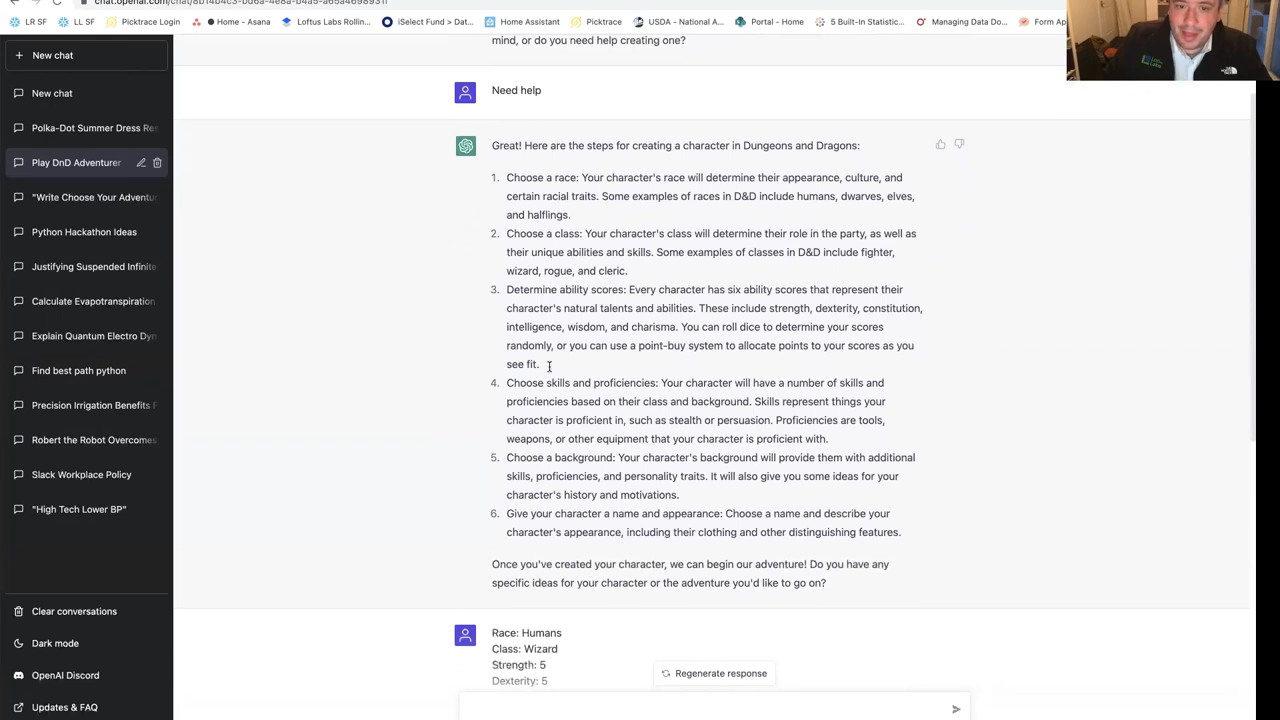 chat.openai.com/chat/
LR SF
LL SF
Picktrace Login
Home - Asana
Loftus Labs Rollin...
iSelect Fund > Dat...
Home Assistant
Picktrace
USDA - National A...
Portal - Home
5 Built-In Statistic...
Managing Data Do...
Form Ap
+ New chat
New chat
Polka-Dot Summer Dress Res
Play DnD Adventurer
"Write Choose Your Adventur
Python Hackathon Ideas
Justifying Suspended Infinite
Calculate Evapotranspiration
Explain Quantum Electro Dyn
Find best path python
Precision Irrigation Benefits F
Robert the Robot Overcomes
Slack Workplace Policy
"High Tech Lower BP"
Clear conversations
Dark mode
OpenAI Discord
Updates & FAQ
mind, or do you need help creating one?
Need help
Great! Here are the steps for creating a character in Dungeons and Dragons:
1. Choose a race: Your character's race will determine their appearance, culture, and
certain racial traits. Some examples of races in D&D include humans, dwarves, elves,
and halflings.
2. Choose a class: Your character's class will determine their role in the party, as well as
their unique abilities and skills. Some examples of classes in D&D include fighter,
wizard, rogue, and cleric.
3. Determine ability scores: Every character has six ability scores that represent their
character's natural talents and abilities. These include strength, dexterity, constitution,
intelligence, wisdom, and charisma. You can roll dice to determine your scores
randomly, or you can use a point-buy system to allocate points to your scores as you
see fit.
4. Choose skills and proficiencies: Your character will have a number of skills and
proficiencies based on their class and background. Skills represent things your
character is proficient in, such as stealth or persuasion. Proficiencies are tools,
weapons, or other equipment that your character is proficient with.
5. Choose a background: Your character's background will provide them with additional
skills, proficiencies, and personality traits. It will also give you some ideas for your
character's history and motivations.
6. Give your character a name and appearance: Choose a name and describe your
character's appearance, including their clothing and other distinguishing features.
Once you've created your character, we can begin our adventure! Do you have any
specific ideas for your character or the adventure you'd like to go on?
Race: Humans
Class: Wizard
Strength: 5
Dexterity: 5
Regenerate response